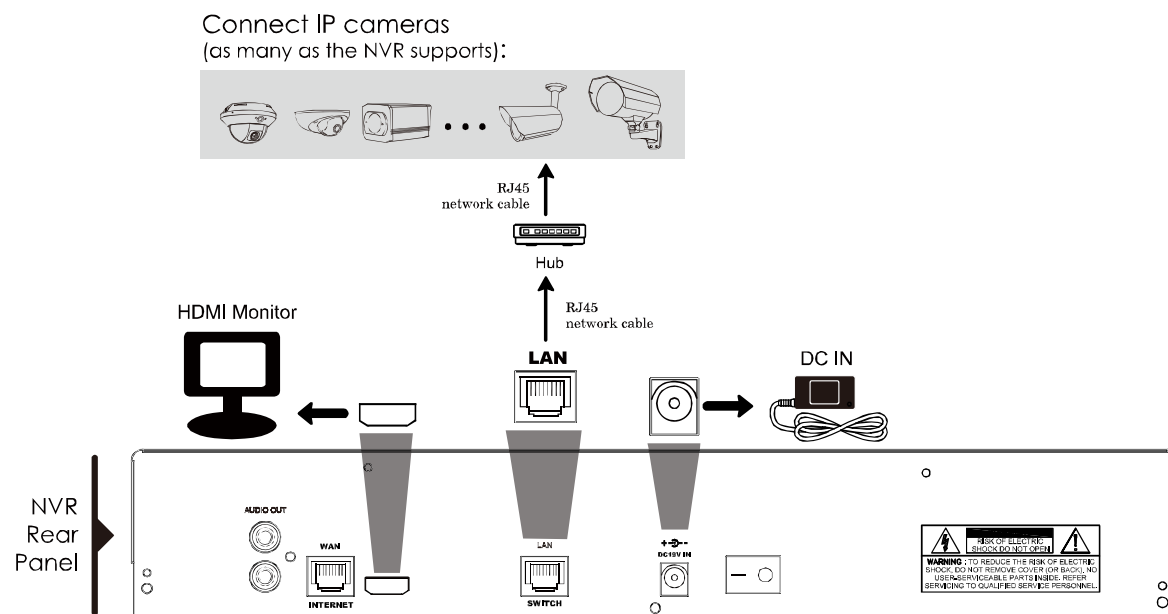 Connect IP cameras
(as many as the NVR supports):
RJ45
network cable
Hub
RJ45
network cable
HDMI Monitor
LAN
DC IN
NVR
Rear
Panel
AUDIO OUT
WAN
INTERNET
LAN
SWITCH
DC19V IN
RISK OF ELECTRIC
SHOCK DO NOT OPEN
WARNING : TO REDUCE THE RISK OF ELECTRIC
SHOCK, DO NOT REMOVE COVER (OR BACK). NO
USER-SERVICEABLE PARTS INSIDE. REFER
SERVICING TO QUALIFIED SERVICE PERSONNEL.